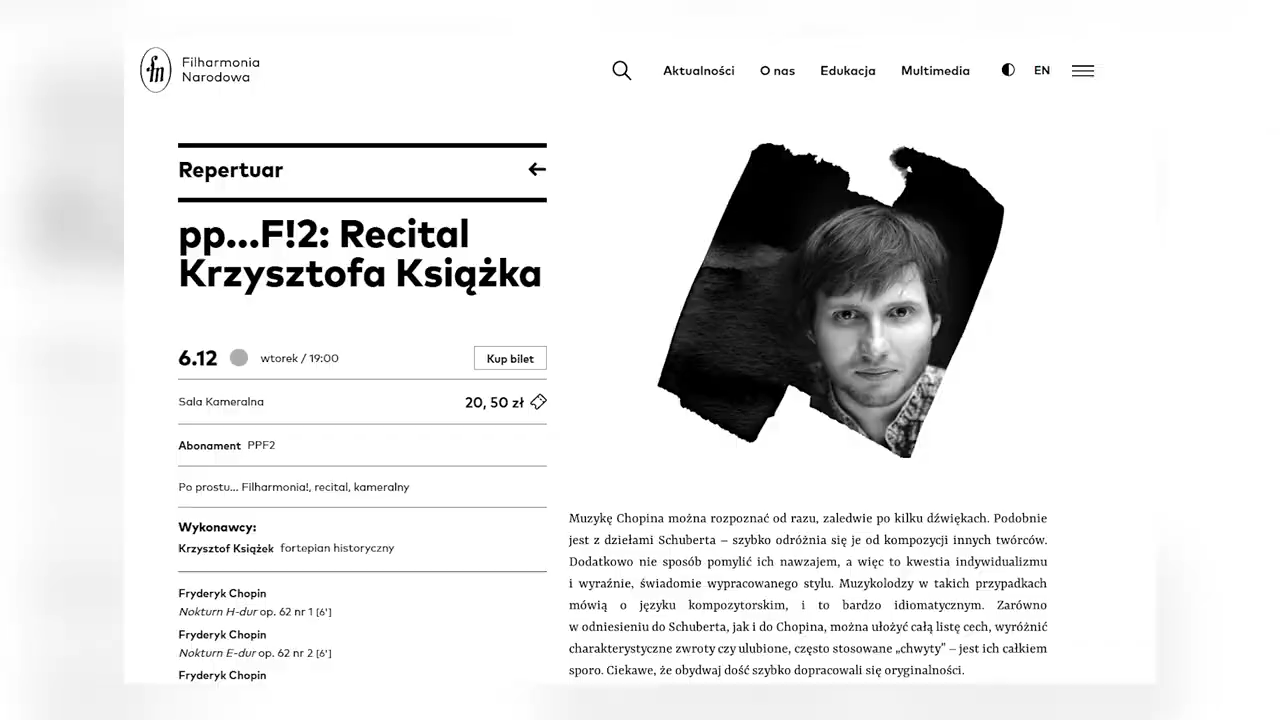 Filharmonia
Narodowa
Aktualności O nas Edukacja Multimedia EN
Repertuar
pp...F!2: Recital
Krzysztofa Książka
6.12 wtorek / 19:00 Kup bilet
Sala Kameralna 20, 50 zł
Abonament PPF2
Po prostu... Filharmonia!, recital, kameralny
Wykonawcy:
Krzysztof Książek fortepian historyczny
Fryderyk Chopin
Nokturn H-dur op. 62 nr 1 [6']
Fryderyk Chopin
Nokturn E-dur op. 62 nr 2 [6']
Fryderyk Chopin
Muzykę Chopina można rozpoznać od razu, zaledwie po kilku dźwiękach. Podobnie
jest z dziełami Schuberta – szybko odróżnia się je od kompozycji innych twórców.
Dodatkowo nie sposób pomylić ich nawzajem, a więc to kwestia indywidualizmu
i wyraźnie, świadomie wypracowanego stylu. Muzykolodzy w takich przypadkach
mówią o języku kompozytorskim, i to bardzo idiomatycznym. Zarówno
w odniesieniu do Schuberta, jak i do Chopina, można ułożyć całą listę cech, wyróżnić
charakterystyczne zwroty czy ulubione, często stosowane „chwyty” – jest ich całkiem
sporo. Ciekawe, że obydwaj dość szybko dopracowali się oryginalności.